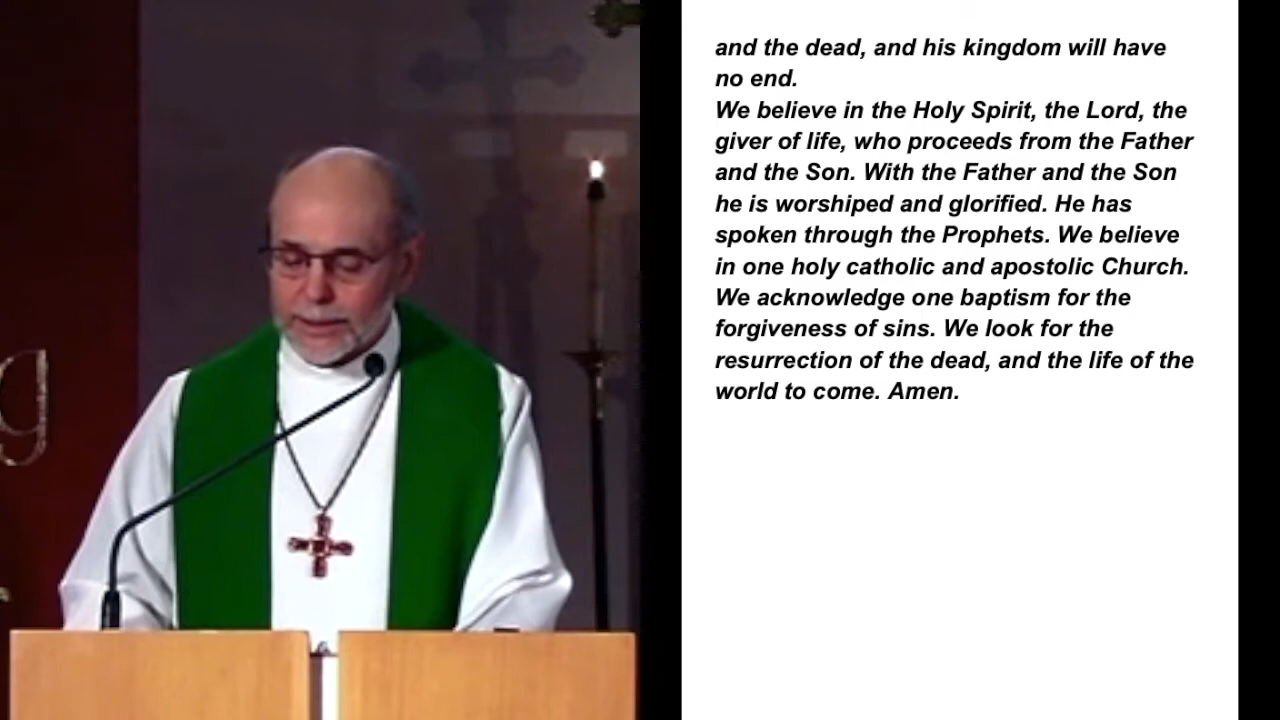 and the dead, and his kingdom will have
no end.
We believe in the Holy Spirit, the Lord, the
giver of life, who proceeds from the Father
and the Son. With the Father and the Son
he is worshiped and glorified. He has
spoken through the Prophets. We believe
in one holy catholic and apostolic Church.
We acknowledge one baptism for the
forgiveness of sins. We look for the
resurrection of the dead, and the life of the
world to come. Amen.
g